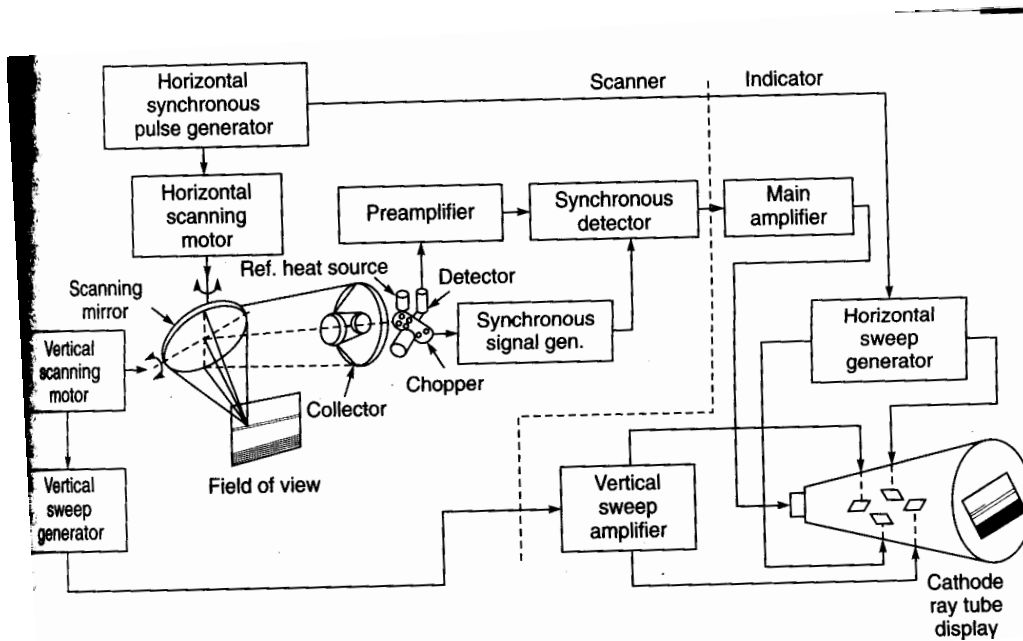 Horizontal
synchronous
pulse generator
Scanner
Indicator
Horizontal
scanning
motor
Preamplifier
Synchronous
detector
Main
amplifier
Ref. heat source
Detector
Scanning
mirror
Synchronous
signal gen.
Horizontal
sweep
generator
Vertical
scanning
motor
Chopper
Collector
Field of view
Vertical
sweep
generator
Vertical
sweep
amplifier
Cathode
ray tube
display